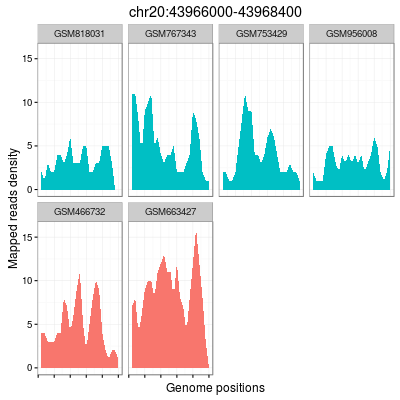 chr20:43966000-43968400
GSM818031 GSM767343 GSM753429 GSM956008
15
10
5
0
GSM466732 GSM663427
15
10
5
0
Mapped reads density
Genome positions